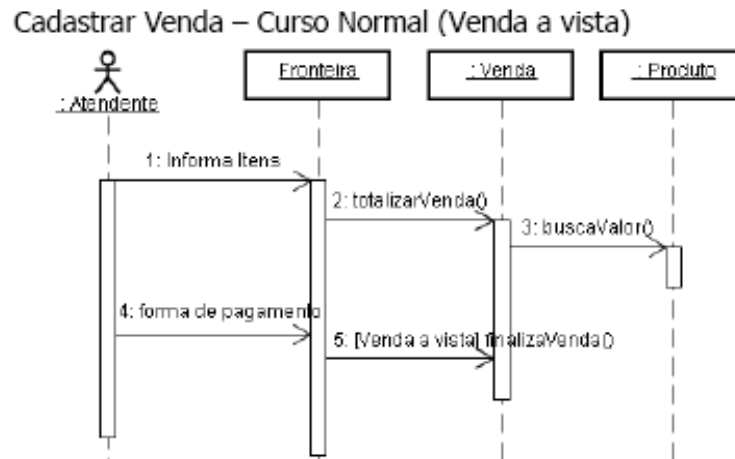 Cadastrar Venda – Curso Normal (Venda a vista)
: Atendente
Fronteira
: Venda
: Produto
1: Informa Itens
2: totalizarVenda()
3: buscaValor()
4: forma de pagamento
5: [Venda a vista] finalizaVenda()